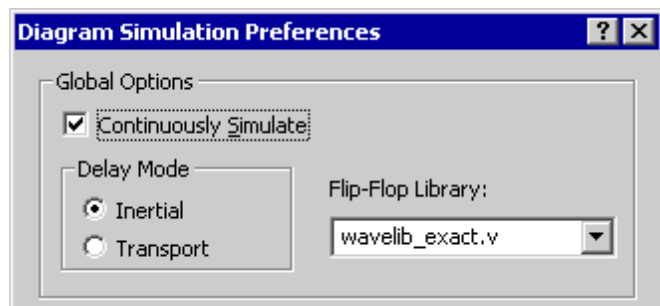 Diagram Simulation Preferences
Global Options
Continuously Simulate
Delay Mode
Inertial
Transport
Flip-Flop Library:
wavelib_exact.v